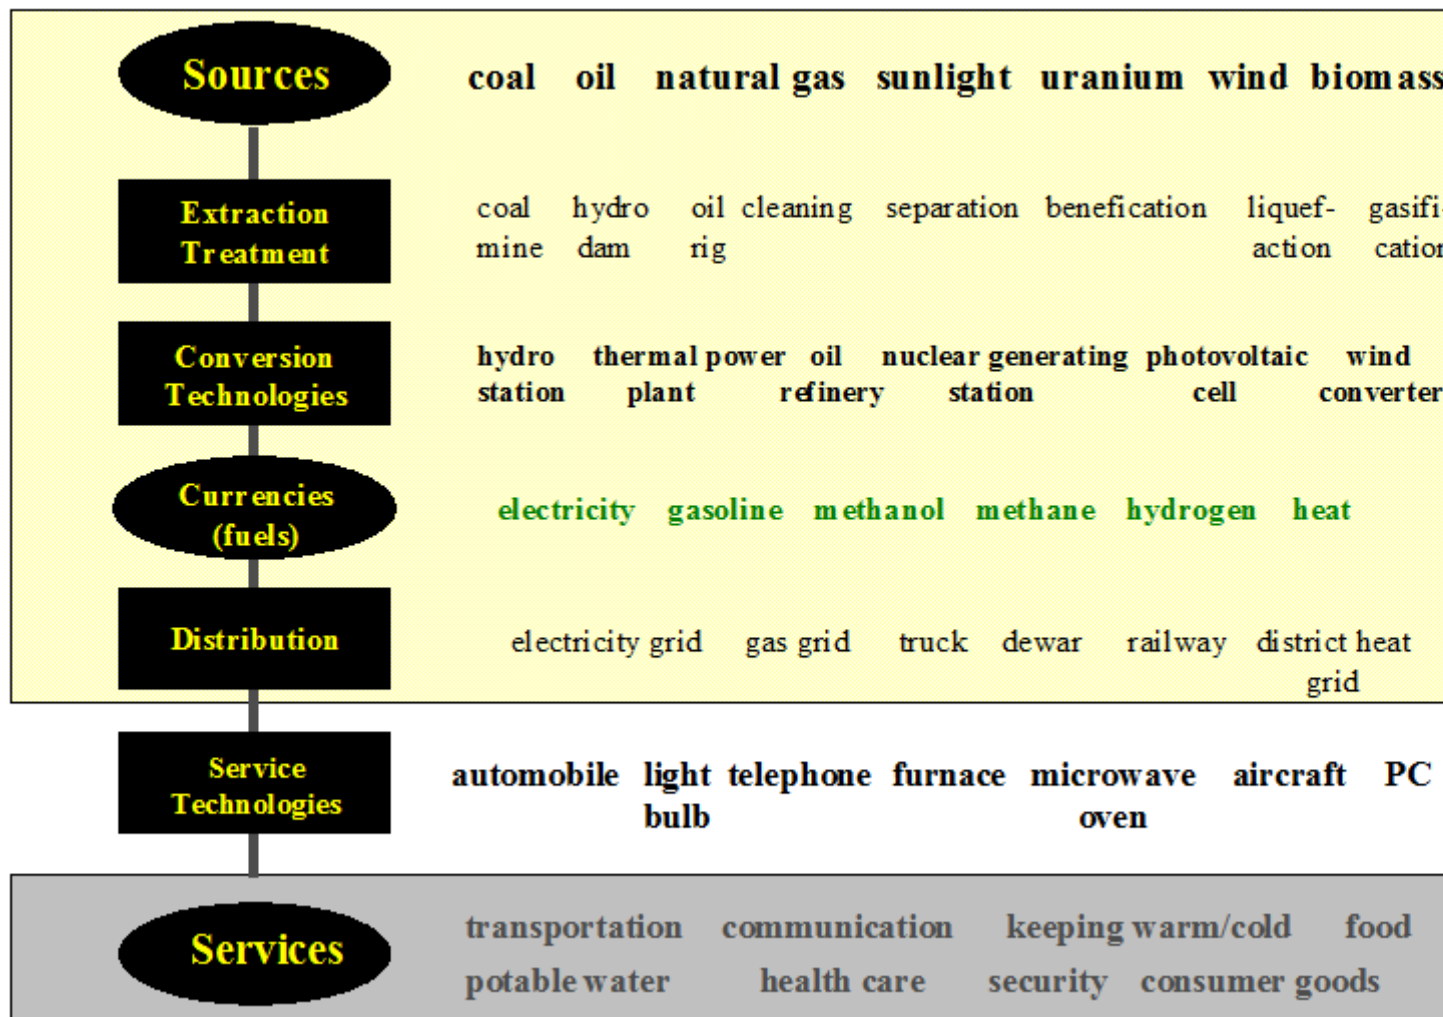 Sources
coal oil natural gas sunlight uranium wind biomass
Extraction
Treatment
coal hydro oil cleaning separation benefication liquef- gasifi-
mine dam rig action cation
Conversion
Technologies
hydro thermal power oil nuclear generating photovoltaic wind
station plant refinery station cell converter
Currencies
(fuels)
electricity gasoline methanol methane hydrogen heat
Distribution
electricity grid gas grid truck dewar railway district heat
grid
Service
Technologies
automobile light telephone furnace microwave aircraft PC
bulb oven
Services
transportation communication keeping warm/cold food
potable water health care security consumer goods